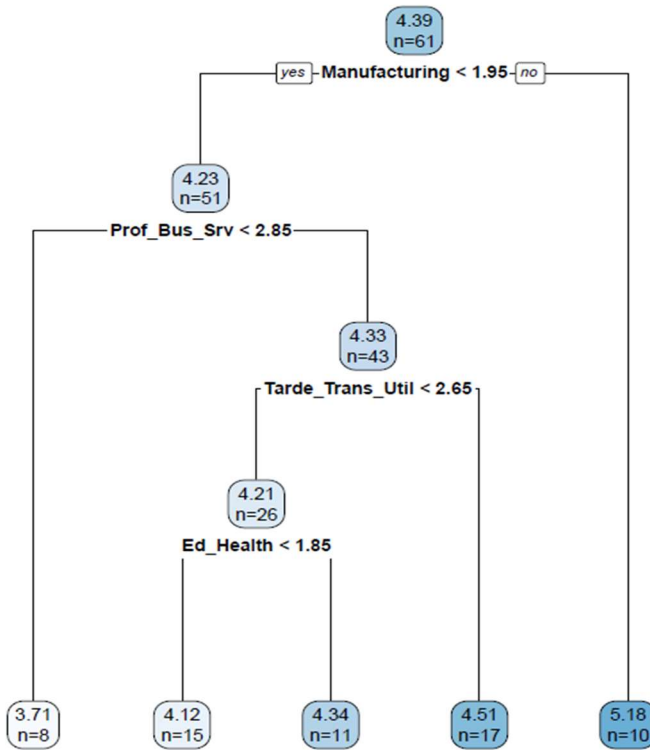 4.39
n=61
yes Manufacturing < 1.95 no
4.23
n=51
Prof_Bus_Srv < 2.85
4.33
n=43
Tarde_Trans_Util < 2.65
4.21
n=26
Ed_Health < 1.85
3.71
n=8
4.12
n=15
4.34
n=11
4.51
n=17
5.18
n=10